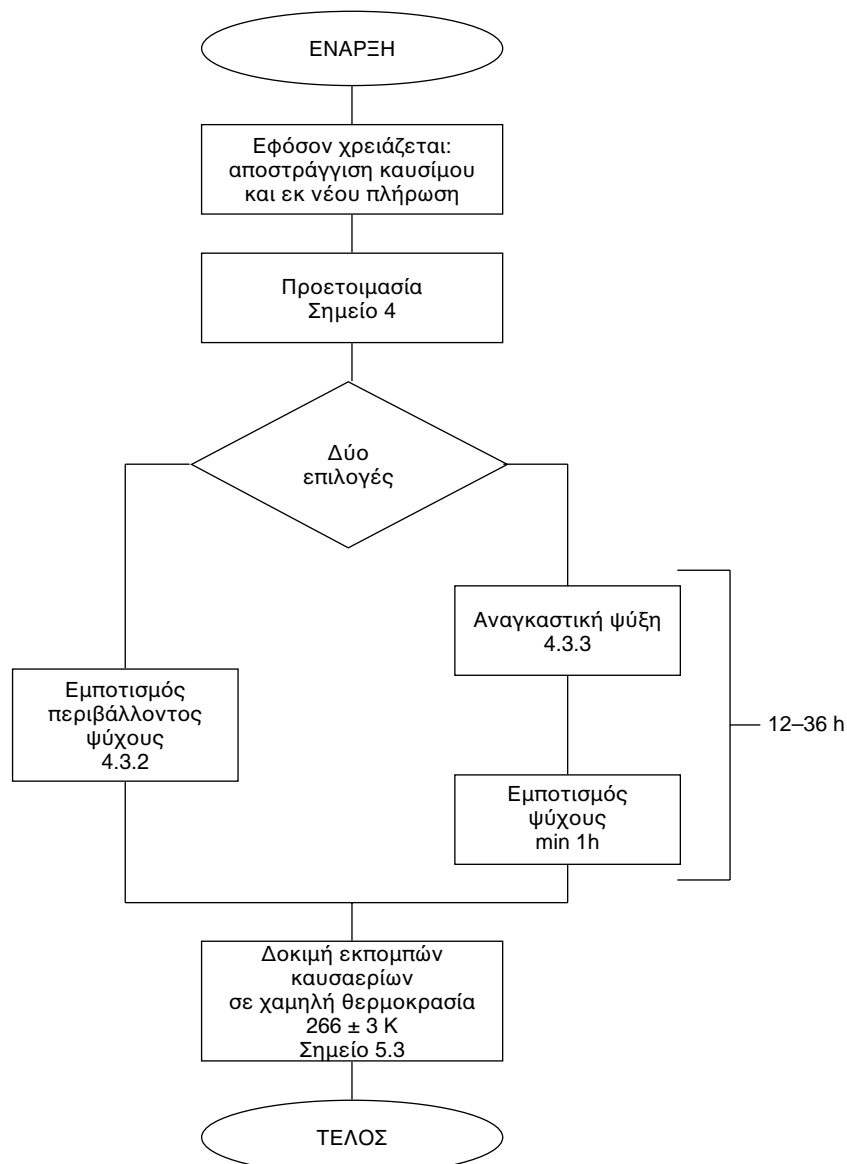 ΕΝΑΡΞΗ
Εφόσον χρειάζεται:
αποστράγγιση καυσίμου
και εκ νέου πλήρωση
Προετοιμασία
Σημείο 4
Δύο
επιλογές
Εμποτισμός
περιβάλλοντος
ψύχους
4.3.2
Αναγκαστική ψύξη
4.3.3
Εμποτισμός
ψύχους
min 1h
12–36 h
Δοκιμή εκπομπών
καυσαερίων
σε χαμηλή θερμοκρασία
266 ± 3 K
Σημείο 5.3
ΤΕΛΟΣ